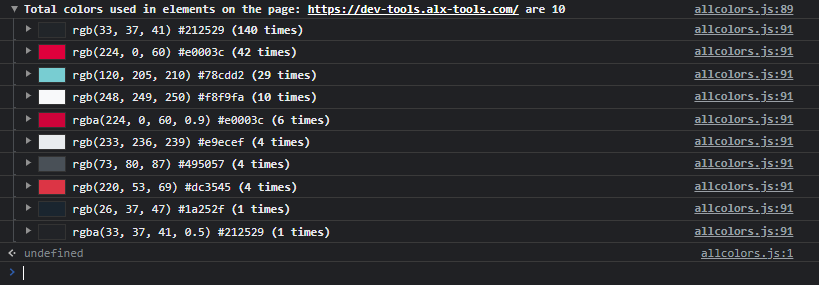 Total colors used in elements on the page: https://dev-tools.alx-tools.com/ are 10 allcolors.js:89
rgb(33, 37, 41) #212529 (140 times) allcolors.js:91
rgb(224, 0, 60) #e0003c (42 times) allcolors.js:91
rgb(120, 205, 210) #78cdd2 (29 times) allcolors.js:91
rgb(248, 249, 250) #f8f9fa (10 times) allcolors.js:91
rgba(224, 0, 60, 0.9) #e0003c (6 times) allcolors.js:91
rgb(233, 236, 239) #e9ecef (4 times) allcolors.js:91
rgb(73, 80, 87) #495057 (4 times) allcolors.js:91
rgb(220, 53, 69) #dc3545 (4 times) allcolors.js:91
rgb(26, 37, 47) #1a252f (1 times) allcolors.js:91
rgba(33, 37, 41, 0.5) #212529 (1 times) allcolors.js:91
undefined allcolors.js:1